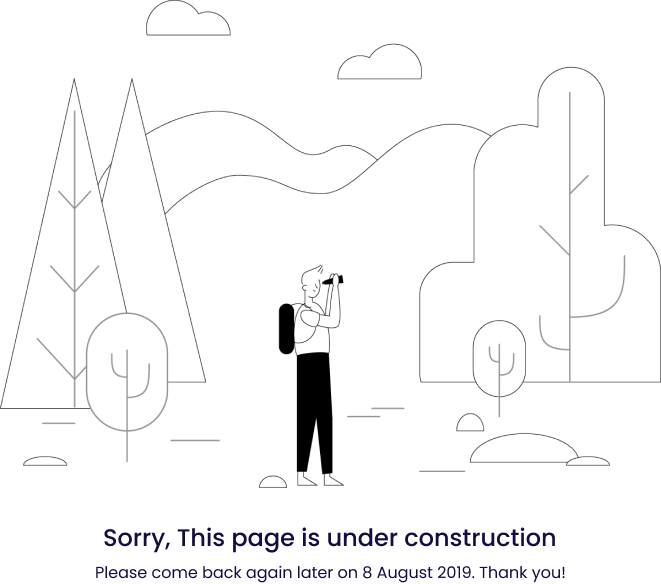 Sorry, This page is under construction
Please come back again later on 8 August 2019. Thank you!